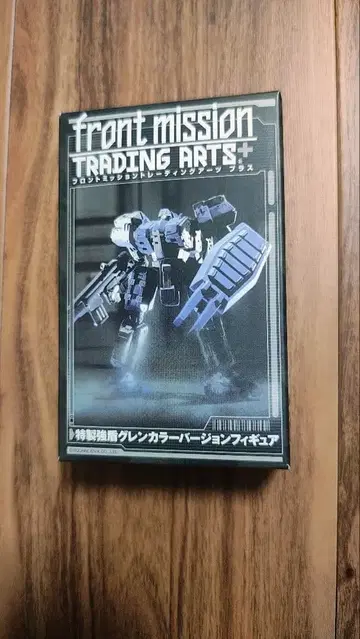 front mission
TRADING ARTS+
フロントミッショントレーディングアーツ プラス
特製強盾グレンカラーバージョンフィギュア